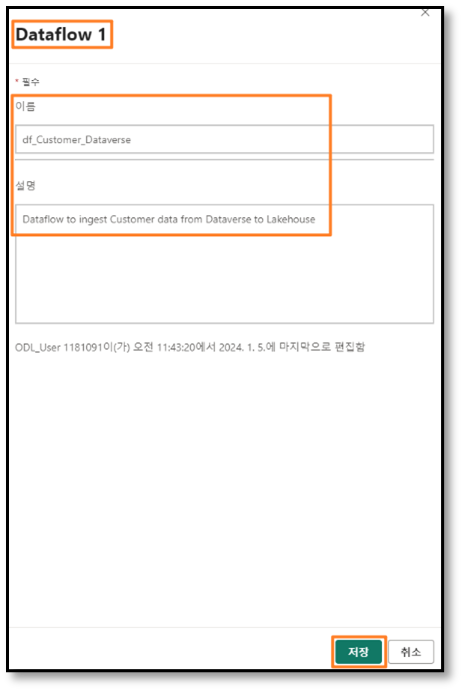 Dataflow 1
* 필수
이름
df_Customer_Dataverse
설명
Dataflow to ingest Customer data from Dataverse to Lakehouse
ODL_User 1181091이(가) 오전 11:43:20에서 2024. 1. 5.에 마지막으로 편집함
저장 취소